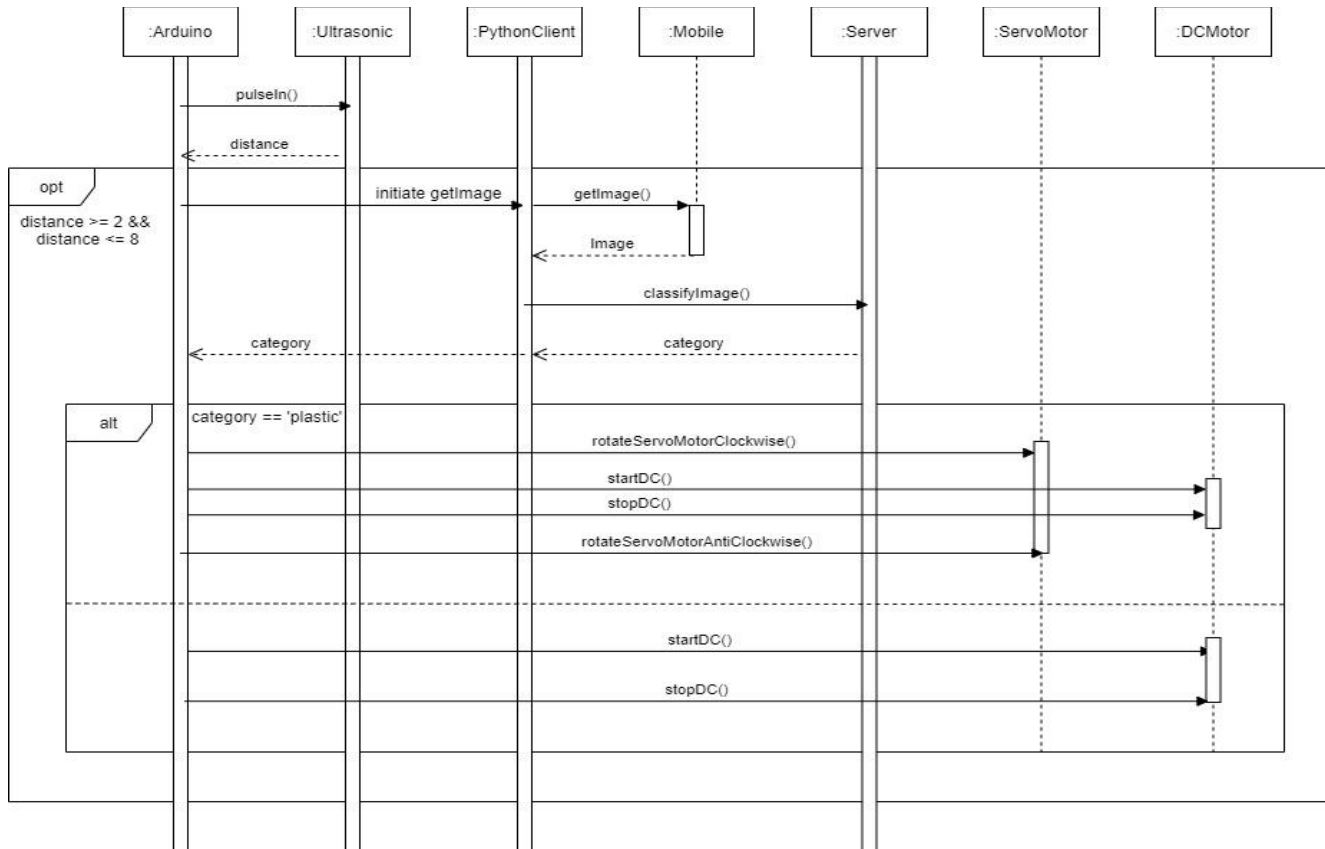 :Arduino
:Ultrasonic
:PythonClient
:Mobile
:Server
:ServoMotor
:DCMotor
pulseIn()
distance
opt
distance >= 2 &&
distance <= 8
initiate getImage
getImage()
Image
classifyImage()
category
category
alt
category == 'plastic'
rotateServoMotorClockwise()
startDC()
stopDC()
rotateServoMotorAntiClockwise()
startDC()
stopDC()